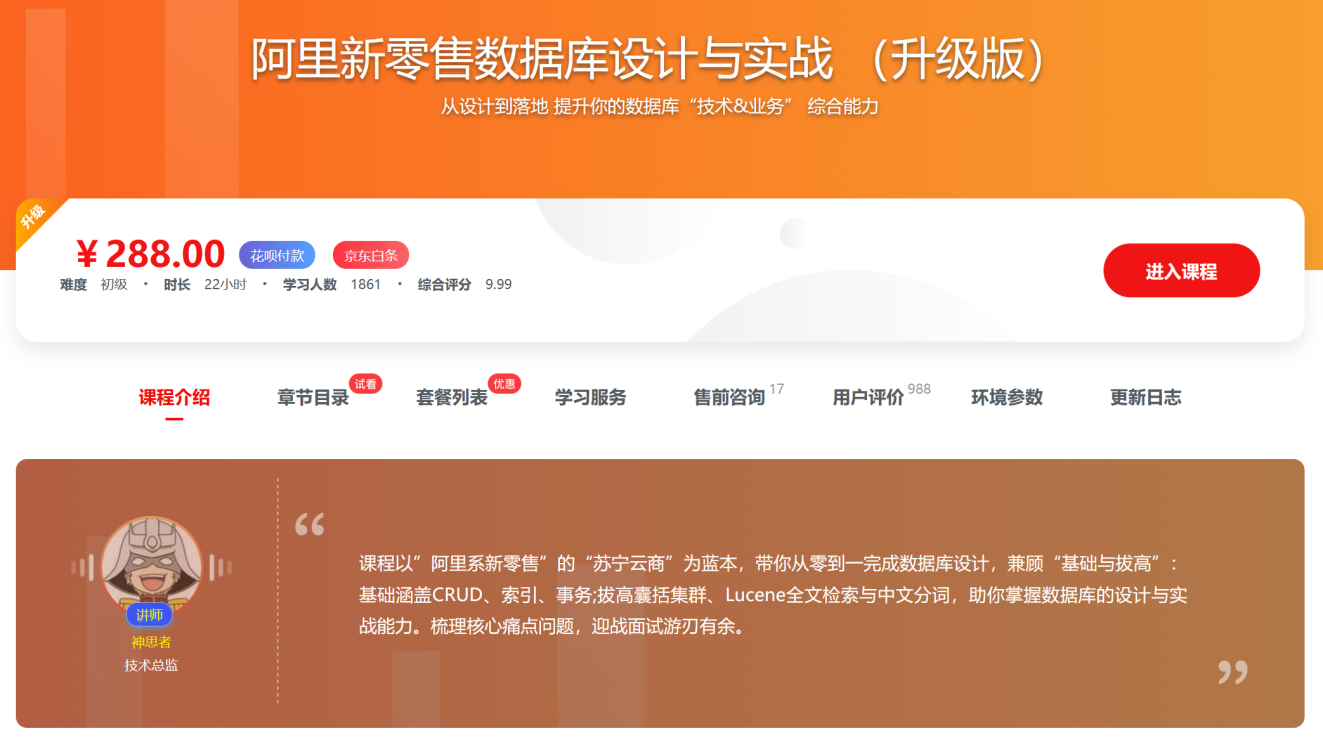 阿里新零售数据库设计与实战 （升级版）
从设计到落地 提升你的数据库“技术&业务” 综合能力
升级
¥ 288.00 花呗付款 京东白条
难度 初级 · 时长 22小时 · 学习人数 1861 · 综合评分 9.99
进入课程
课程介绍 章节目录 试看 套餐列表 优惠 学习服务 售前咨询 17 用户评价 988 环境参数 更新日志
“
课程以”阿里系新零售”的“苏宁云商”为蓝本，带你从零到一完成数据库设计，兼顾“基础与拔高”：
基础涵盖CRUD、索引、事务;拔高囊括集群、Lucene全文检索与中文分词，助你掌握数据库的设计与实
战能力。梳理核心痛点问题，迎战面试游刃有余。
”
讲师
神思者
技术总监